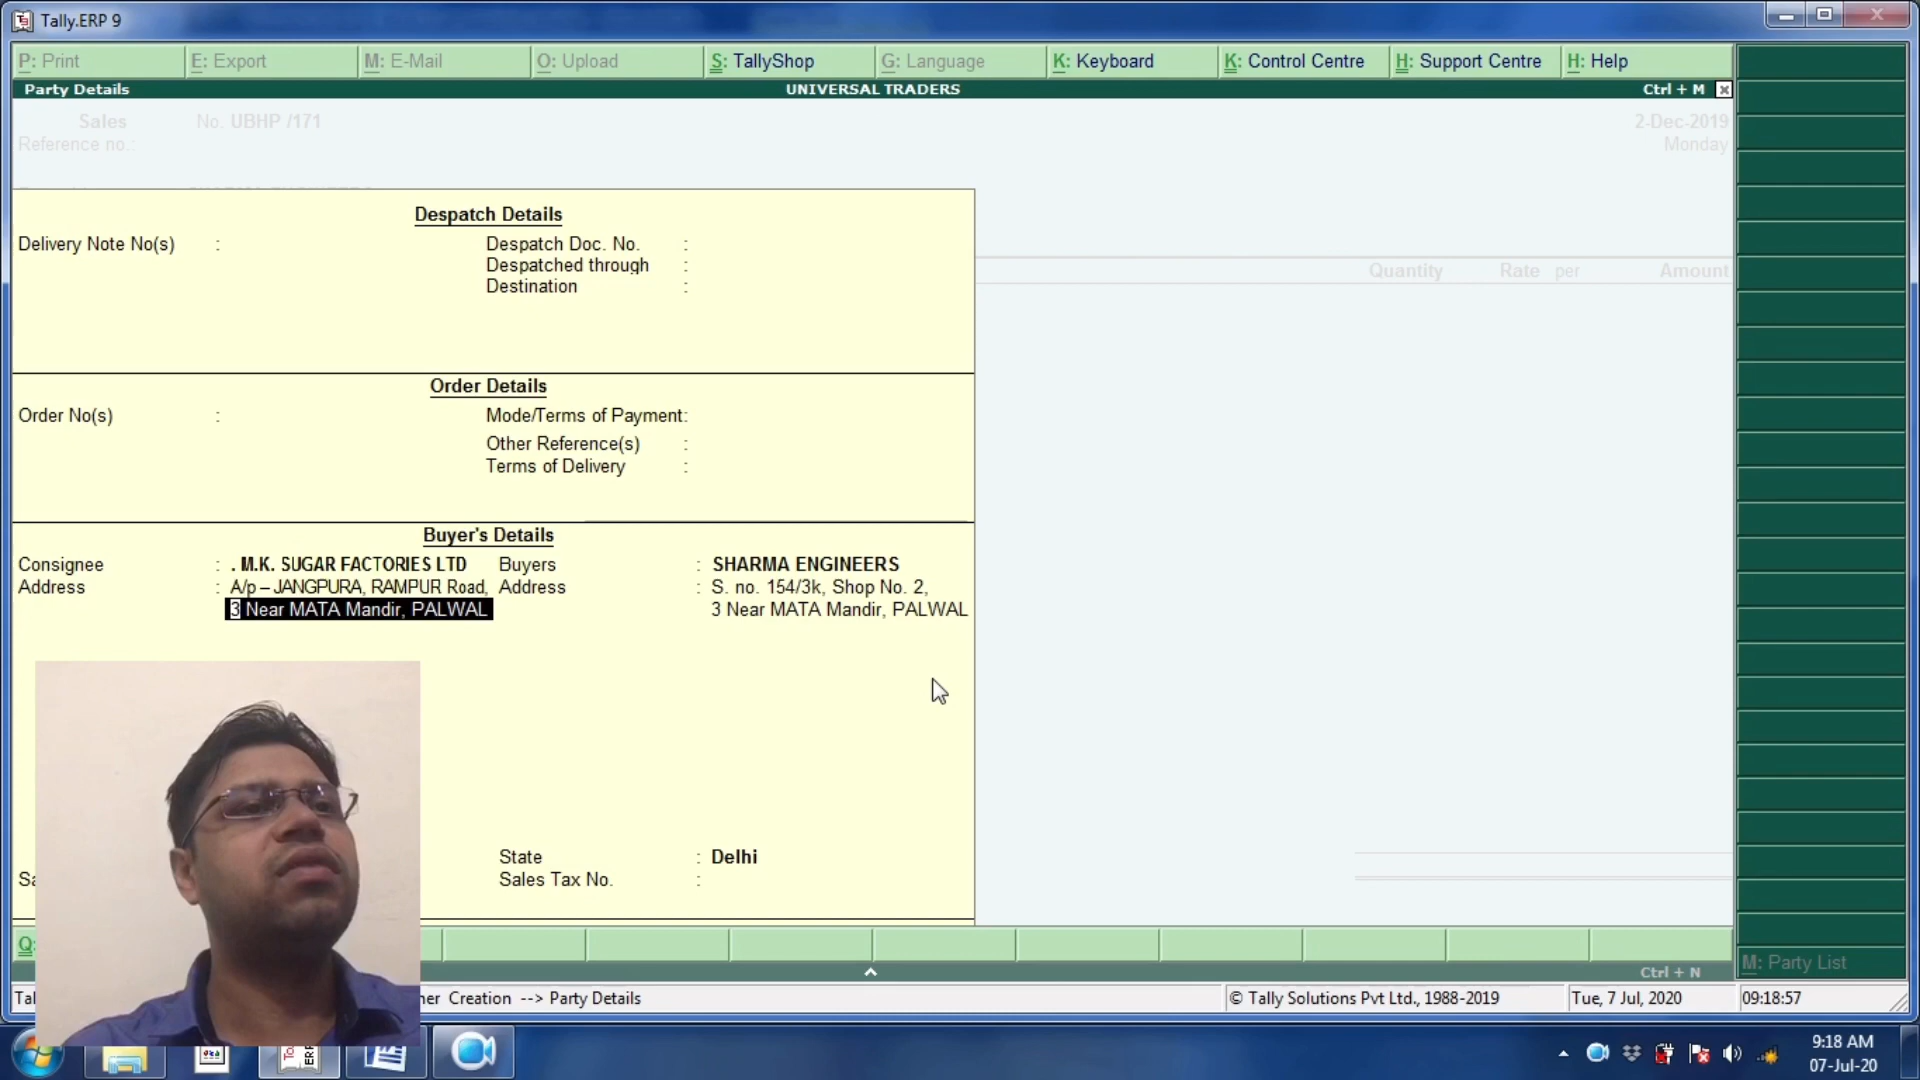 Tally.ERP 9
P: Print E: Export M: E-Mail O: Upload S: TallyShop G: Language K: Keyboard K: Control Centre H: Support Centre H: Help
Party Details UNIVERSAL TRADERS Ctrl + M
Sales No. UBHP /171 2-Dec-2019
Reference no.: Monday
Despatch Details
Delivery Note No(s) : Despatch Doc. No. :
Despatched through :
Quantity Rate per Amount
Destination :
Order Details
Order No(s) : Mode/Terms of Payment:
Other Reference(s) :
Terms of Delivery :
Buyer's Details
Consignee : . M.K. SUGAR FACTORIES LTD Buyers : SHARMA ENGINEERS
Address : A/p – JANGPURA, RAMPUR Road, Address : S. no. 154/3k, Shop No. 2,
3 Near MATA Mandir, PALWAL 3 Near MATA Mandir, PALWAL
State : Delhi
Sales Tax No. :
Q:
M: Party List
Ctrl + N
Creation --> Party Details © Tally Solutions Pvt Ltd., 1988-2019 Tue, 7 Jul, 2020 09:18:57
9:18 AM
07-Jul-20